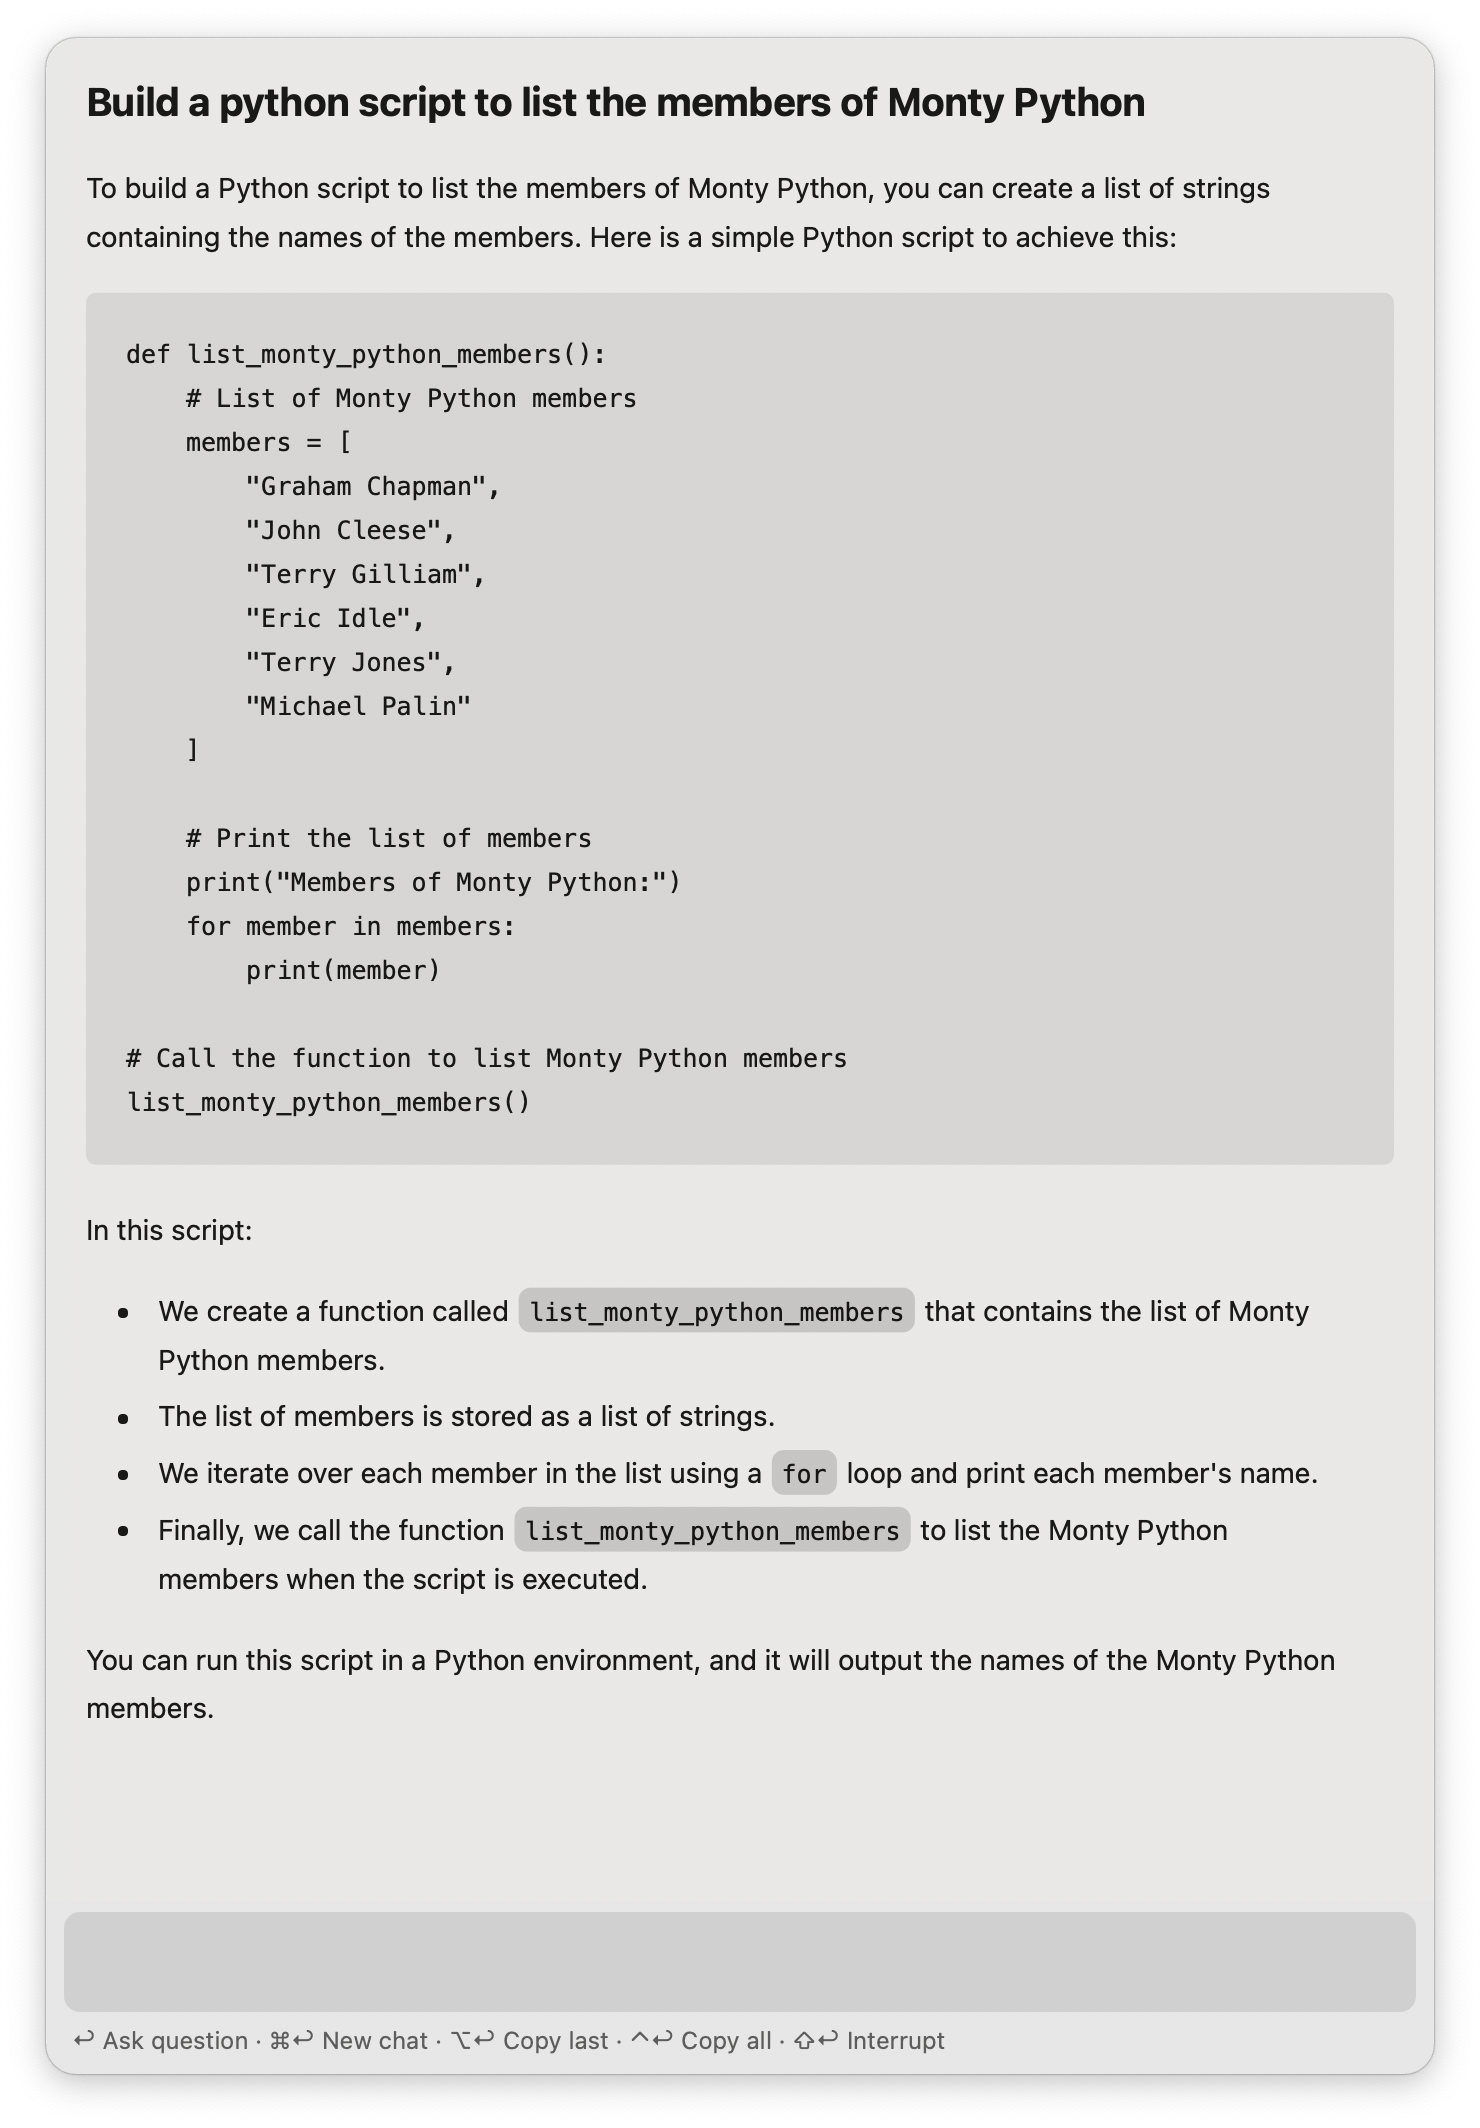 Build a python script to list the members of Monty Python
To build a Python script to list the members of Monty Python, you can create a list of strings
containing the names of the members. Here is a simple Python script to achieve this:
def list_monty_python_members():
    # List of Monty Python members
    members = [
        "Graham Chapman",
        "John Cleese",
        "Terry Gilliam",
        "Eric Idle",
        "Terry Jones",
        "Michael Palin"
    ]
    # Print the list of members
    print("Members of Monty Python:")
    for member in members:
        print(member)
# Call the function to list Monty Python members
list_monty_python_members()
In this script:
• We create a function called list_monty_python_members that contains the list of Monty
Python members.
• The list of members is stored as a list of strings.
• We iterate over each member in the list using a for loop and print each member's name.
• Finally, we call the function list_monty_python_members to list the Monty Python
members when the script is executed.
You can run this script in a Python environment, and it will output the names of the Monty Python
members.
↩ Ask question · ⌘↩ New chat · ⌥↩ Copy last · ⌃↩ Copy all · ⇧↩ Interrupt